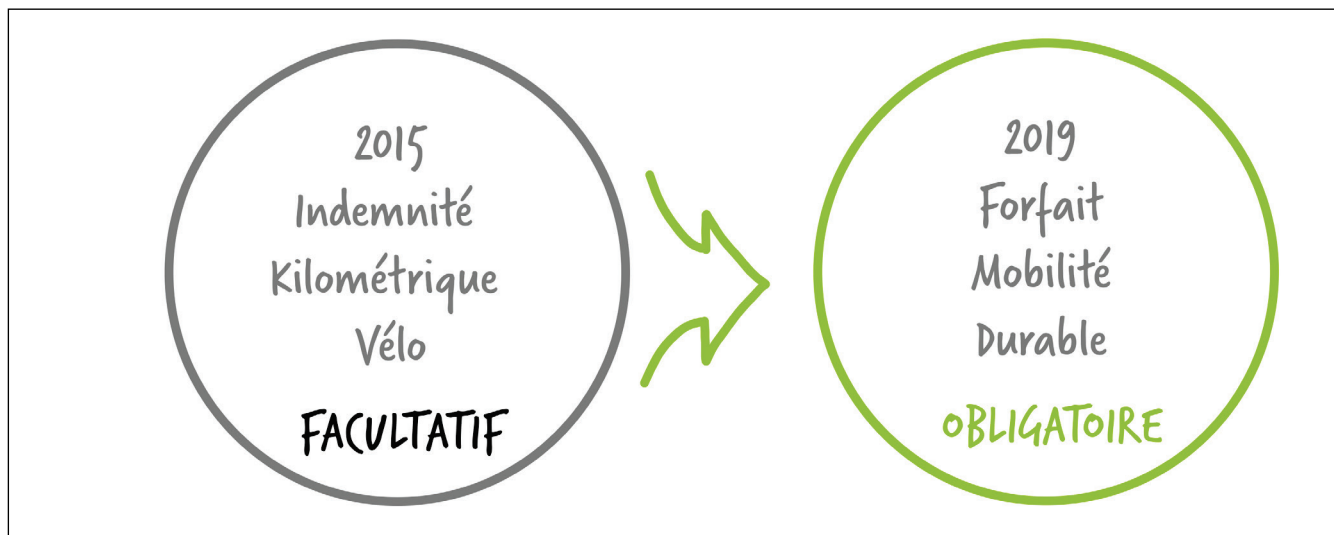 2015
Indemnité
Kilométrique
Vélo
FACULTATIF
2019
Forfait
Mobilité
Durable
OBLIGATOIRE